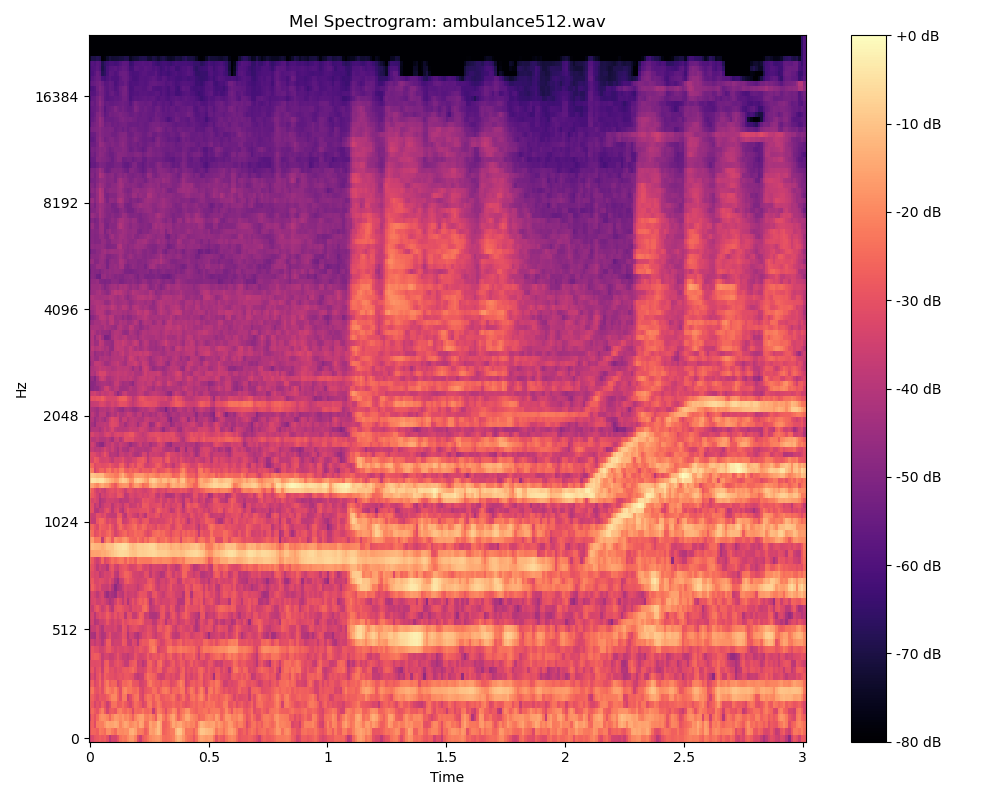 Mel Spectrogram: ambulance512.wav
+0 dB
16384
-10 dB
8192
-20 dB
4096
-30 dB
Hz
-40 dB
2048
-50 dB
1024
-60 dB
512
-70 dB
0
-80 dB
0
0.5
1
1.5
2
2.5
3
Time